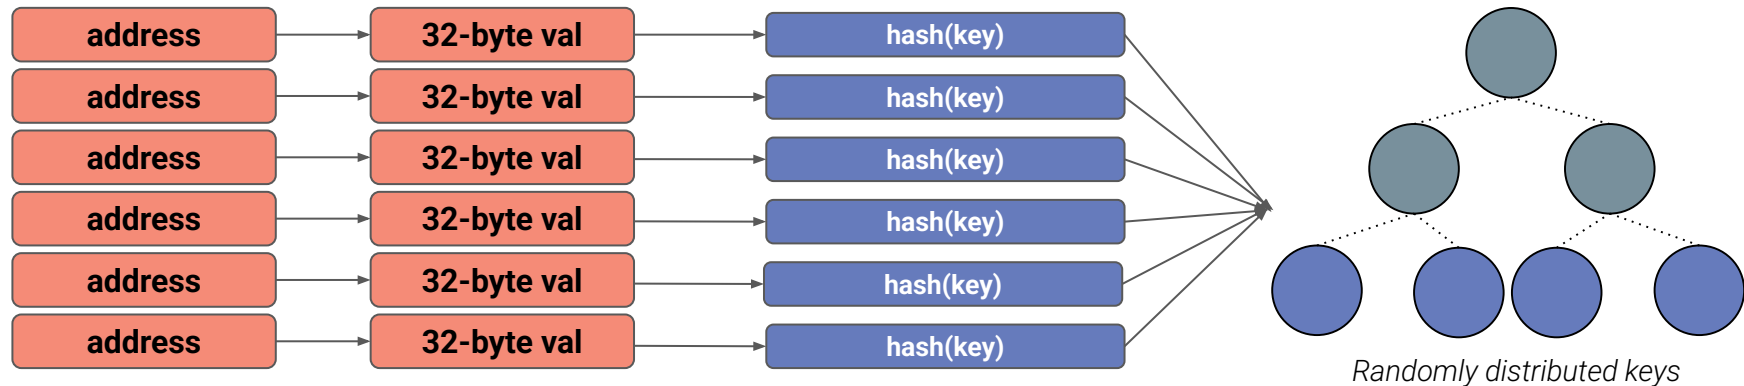 address 32-byte val hash(key)
address 32-byte val hash(key)
address 32-byte val hash(key)
address 32-byte val hash(key)
address 32-byte val hash(key)
address 32-byte val hash(key)
Randomly distributed keys